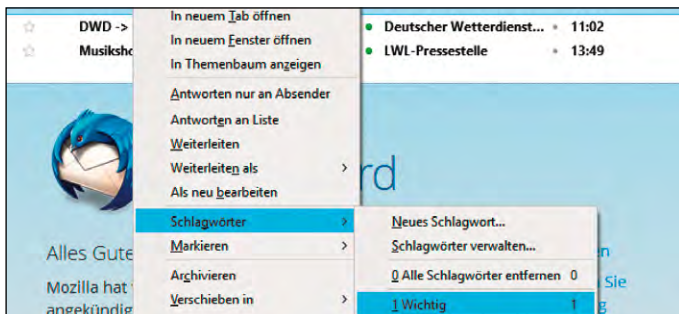 DWD ->
Deutscher Wetterdienst... 11:02
Musiksho
LWL-Pressestelle 13:49
In neuem Tab öffnen
In neuem Fenster öffnen
In Themenbaum anzeigen
Antworten nur an Absender
Antworten an Liste
Weiterleiten
Weiterleiten als >
Als neu bearbeiten
Schlagwörter >
Markieren >
Archivieren
Verschieben in >
Neues Schlagwort...
Schlagwörter verwalten...
0 Alle Schlagwörter entfernen 0
1 Wichtig 1
rd
Alles Gute
Mozilla hat
angekündig
en
Sie
g